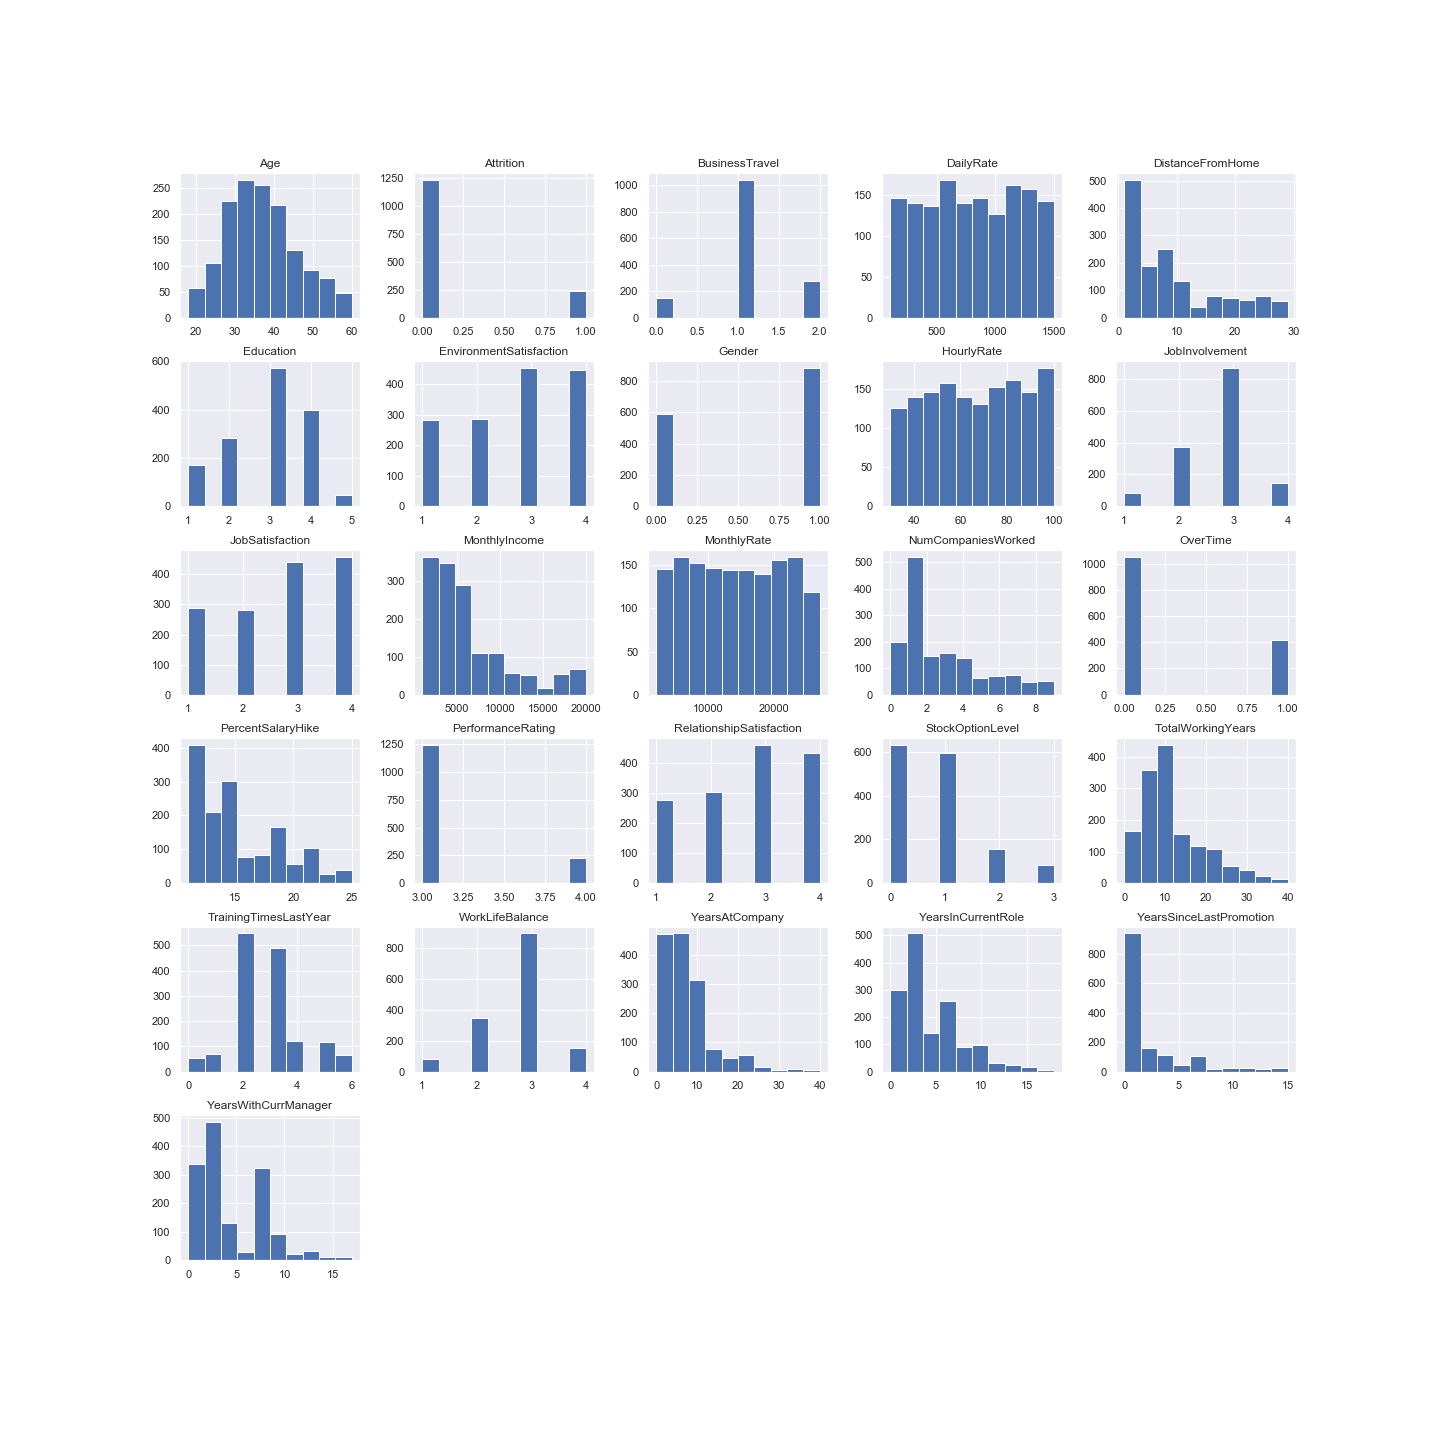 Age Attrition BusinessTravel DailyRate DistanceFromHome
250 200 150 100 50 0
20 30 40 50 60
1250 1000 750 500 250 0
0.00 0.25 0.50 0.75 1.00
1000 800 600 400 200 0
0.0 0.5 1.0 1.5 2.0
150 100 50 0
500 1000 1500
500 400 300 200 100 0
0 10 20 30
Education EnvironmentSatisfaction Gender HourlyRate JobInvolvement
600 400 200 0
1 2 3 4 5
400 300 200 100 0
1 2 3 4
800 600 400 200 0
0.00 0.25 0.50 0.75 1.00
150 100 50 0
40 60 80 100
800 600 400 200 0
1 2 3 4
JobSatisfaction MonthlyIncome MonthlyRate NumCompaniesWorked OverTime
400 300 200 100 0
1 2 3 4
300 200 100 0
5000 10000 15000 20000
150 100 50 0
10000 20000
500 400 300 200 100 0
0 2 4 6 8
1000 800 600 400 200 0
0.00 0.25 0.50 0.75 1.00
PercentSalaryHike PerformanceRating RelationshipSatisfaction StockOptionLevel TotalWorkingYears
400 300 200 100 0
15 20 25
1250 1000 750 500 250 0
3.00 3.25 3.50 3.75 4.00
400 300 200 100 0
1 2 3 4
600 400 200 0
0 1 2 3
400 300 200 100 0
0 10 20 30 40
TrainingTimesLastYear WorkLifeBalance YearsAtCompany YearsInCurrentRole YearsSinceLastPromotion
500 400 300 200 100 0
0 2 4 6
800 600 400 200 0
1 2 3 4
400 300 200 100 0
0 10 20 30 40
500 400 300 200 100 0
0 5 10 15
800 600 400 200 0
0 5 10 15
YearsWithCurrManager
500 400 300 200 100 0
0 5 10 15